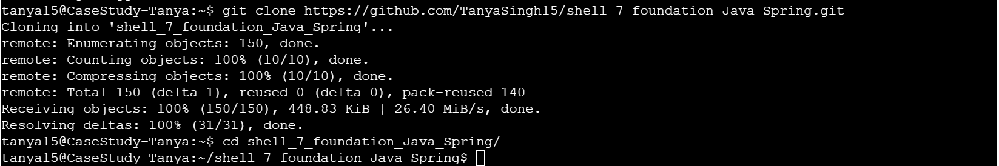 tanya15@CaseStudy-Tanya:~$ git clone https://github.com/TanyaSingh15/shell_7_foundation_Java_Spring.git
Cloning into 'shell_7_foundation_Java_Spring'...
remote: Enumerating objects: 150, done.
remote: Counting objects: 100% (10/10), done.
remote: Compressing objects: 100% (10/10), done.
remote: Total 150 (delta 1), reused 0 (delta 0), pack-reused 140
Receiving objects: 100% (150/150), 448.83 KiB | 26.40 MiB/s, done.
Resolving deltas: 100% (31/31), done.
tanya15@CaseStudy-Tanya:~$ cd shell_7_foundation_Java_Spring/
tanya15@CaseStudy-Tanya:~/shell_7_foundation_Java_Spring$